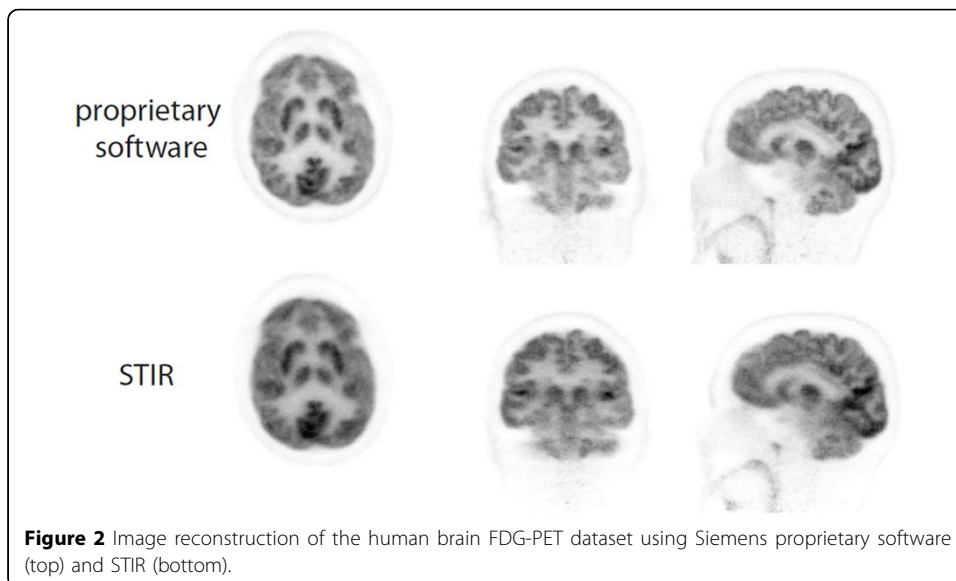 proprietary
software
STIR
Figure 2 Image reconstruction of the human brain FDG-PET dataset using Siemens proprietary software
(top) and STIR (bottom).